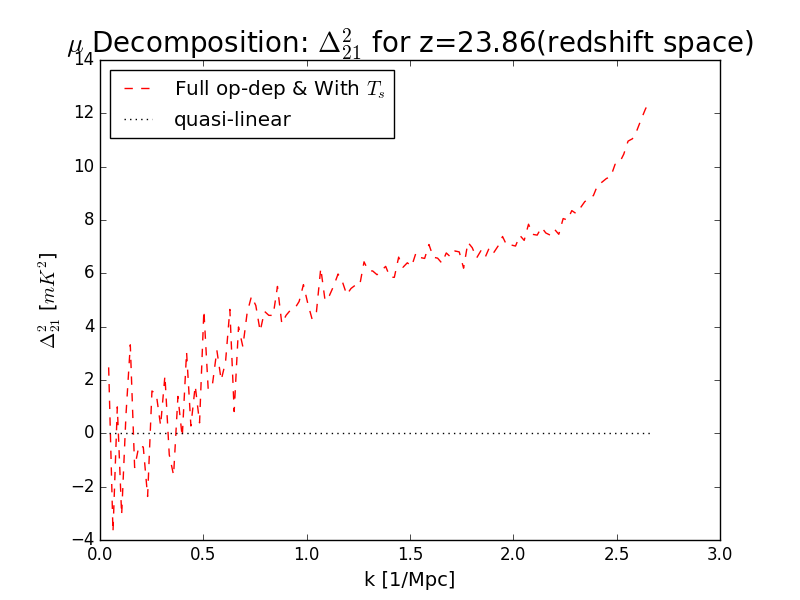 μ Decomposition: Δ²₂₁ for z=23.86(redshift space)
14
12
10
8
6
4
2
0
−2
−4
Δ²₂₁ [mK²]
Full op-dep & With Tₛ
quasi-linear
0.0 0.5 1.0 1.5 2.0 2.5 3.0
k [1/Mpc]